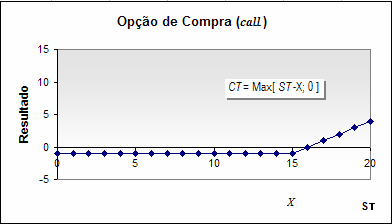 Opção de Compra (call)
15
CT = Max[ ST-X; 0 ]
10
5
0
-5
Resultado
0 5 10 15 20
X
ST